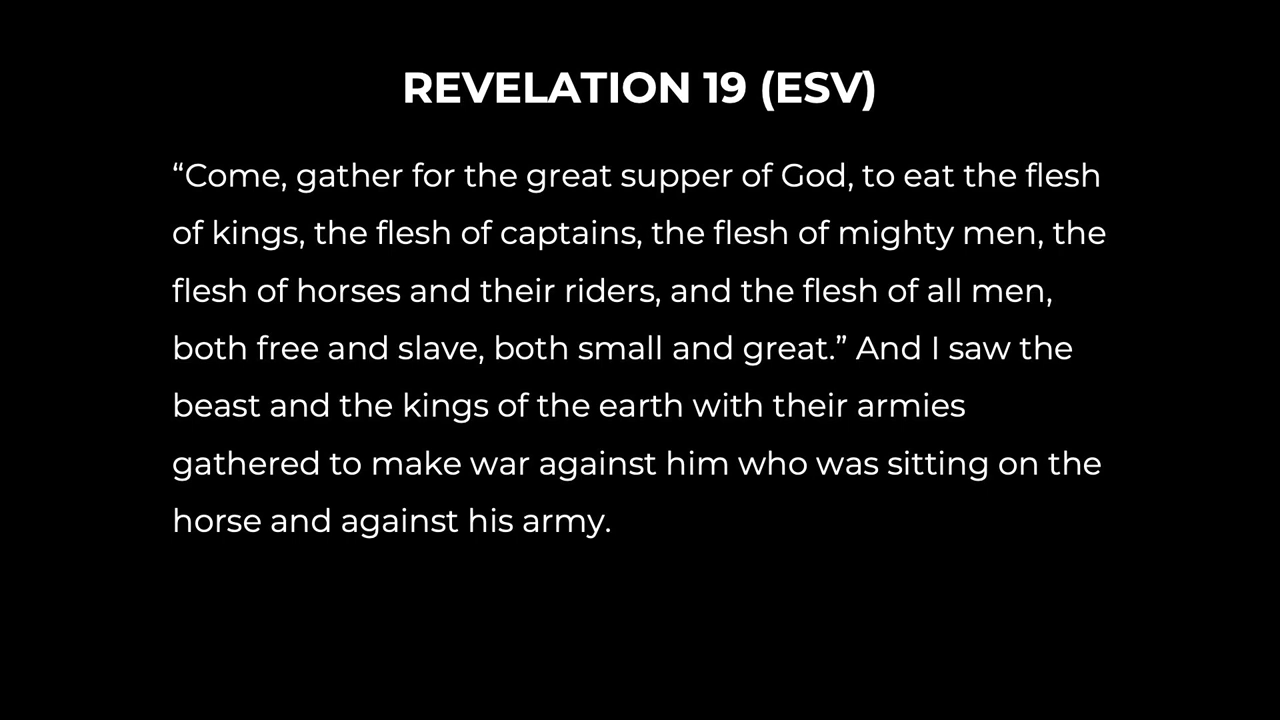 REVELATION 19 (ESV)
“Come, gather for the great supper of God, to eat the flesh
of kings, the flesh of captains, the flesh of mighty men, the
flesh of horses and their riders, and the flesh of all men,
both free and slave, both small and great.” And I saw the
beast and the kings of the earth with their armies
gathered to make war against him who was sitting on the
horse and against his army.